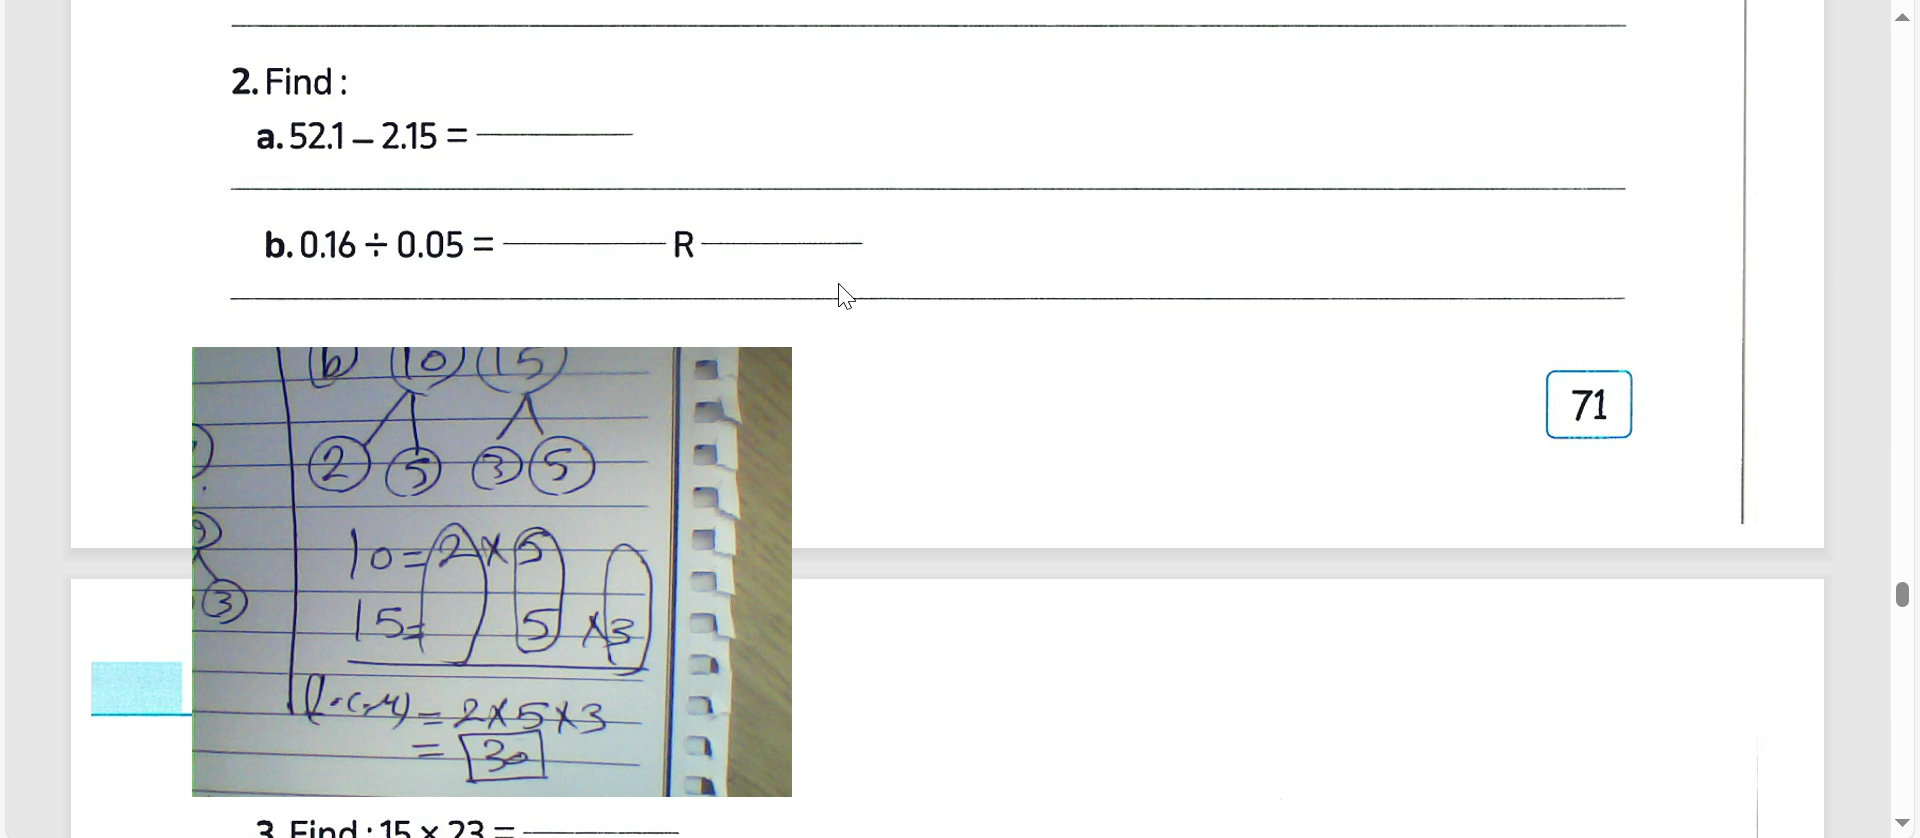 2. Find :
a. 52.1 – 2.15 =
b. 0.16 ÷ 0.05 = R
b 10 15
2 5 3 5
10 = 2 × 5
15 = 5 × 3
3
(L.C.M) = 2 × 5 × 3
= 30
71
3. Find : 15 × 23 =